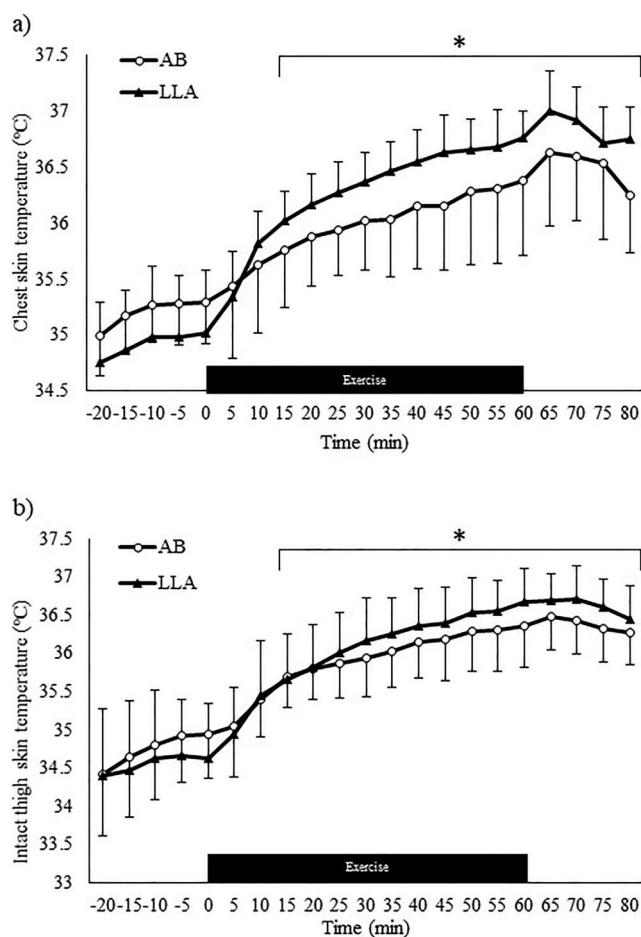 a)
37.5
*
AB
LLA
37
36.5
36
35.5
35
34.5
Chest skin temperature (°C)
Exercise
-20-15-10 -5 0 5 10 15 20 25 30 35 40 45 50 55 60 65 70 75 80
Time (min)
b)
37.5
*
AB
LLA
37
36.5
36
35.5
35
34.5
34
33.5
33
Intact thigh skin temperature (°C)
Exercise
-20-15-10 -5 0 5 10 15 20 25 30 35 40 45 50 55 60 65 70 75 80
Time (min)